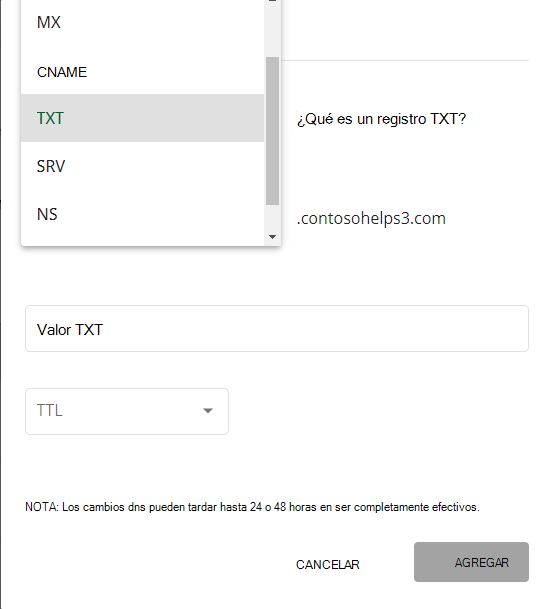 MX
CNAME
TXT
¿Qué es un registro TXT?
SRV
NS
.contosohelps3.com
Valor TXT
TTL
NOTA: Los cambios dns pueden tardar hasta 24 o 48 horas en ser completamente efectivos.
CANCELAR
AGREGAR